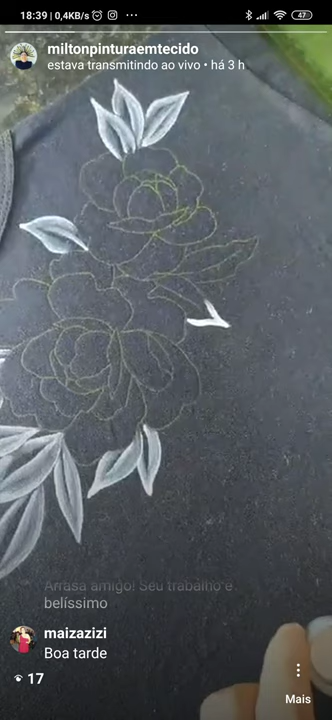 18:39 | 0,4KB/s
47
miltonpinturaemtecido
estava transmitindo ao vivo • há 3 h
Arrasa amigo! Seu trabalho é
belíssimo
maizazizi
Boa tarde
17
Mais